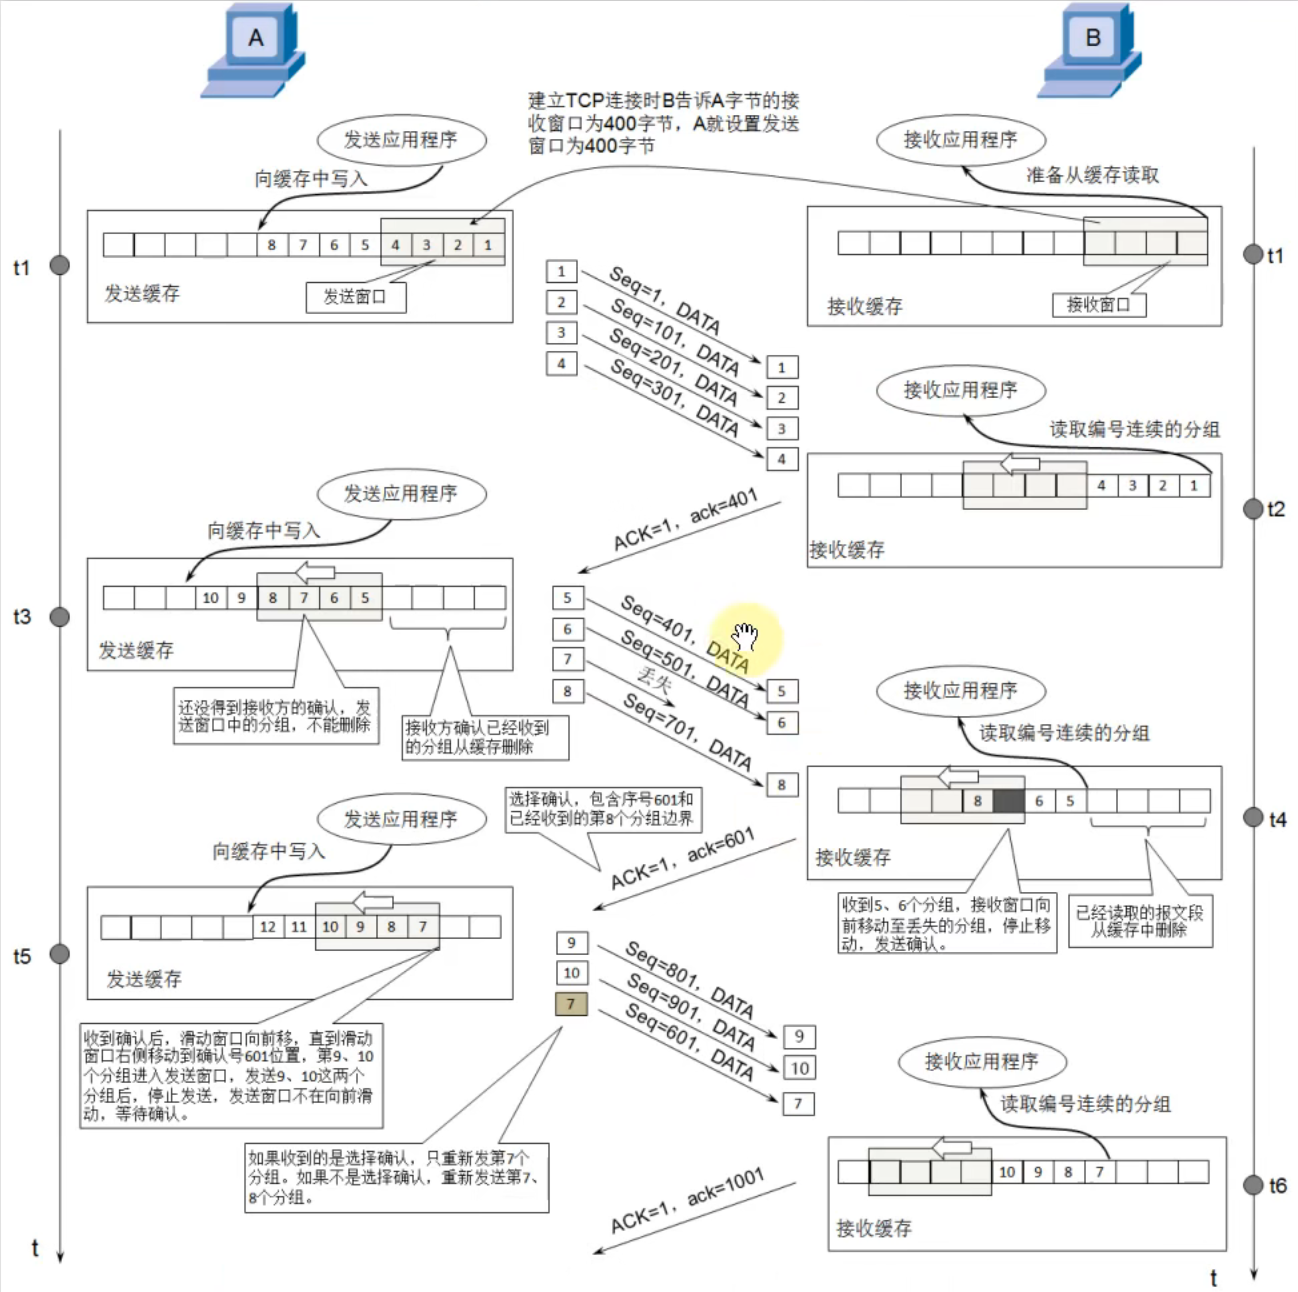 A
B
建立TCP连接时B告诉A字节的接
收窗口为400字节，A就设置发送
窗口为400字节
发送应用程序
向缓存中写入
接收应用程序
准备从缓存读取
t1
8 7 6 5 4 3 2 1
发送窗口
发送缓存
接收窗口
接收缓存
t1
1
2
3
4
Seq=1，DATA
Seq=101，DATA
Seq=201，DATA
Seq=301，DATA
1
2
3
4
接收应用程序
读取编号连续的分组
4 3 2 1
接收缓存
t2
ACK=1，ack=401
发送应用程序
向缓存中写入
t3
10 9 8 7 6 5
发送缓存
还没得到接收方的确认，发
送窗口中的分组，不能删除
接收方确认已经收到
的分组从缓存删除
5
6
7
8
Seq=401，DATA
Seq=501，DATA
丢失
Seq=701，DATA
5
6
8
接收应用程序
读取编号连续的分组
8 6 5
接收缓存
t4
收到5、6个分组，接收窗口向
前移动至丢失的分组，停止移
动，发送确认。
已经读取的报文段
从缓存中删除
选择确认，包含序号601和
已经收到的第8个分组边界
ACK=1，ack=601
发送应用程序
向缓存中写入
t5
12 11 10 9 8 7
发送缓存
收到确认后，滑动窗口向前移，直到滑动
窗口右侧移动到确认号601位置，第9、10
个分组进入发送窗口，发送9、10这两个
分组后，停止发送，发送窗口不在向前滑
动，等待确认。
9
10
7
Seq=801，DATA
Seq=901，DATA
Seq=601，DATA
9
10
7
如果收到的是选择确认，只重新发第7个
分组。如果不是选择确认，重新发送第7、
8个分组。
接收应用程序
读取编号连续的分组
10 9 8 7
接收缓存
t6
ACK=1，ack=1001
t
t